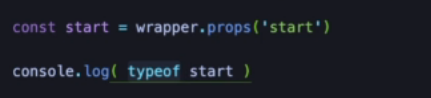 const start = wrapper.props('start')
console.log( typeof start )